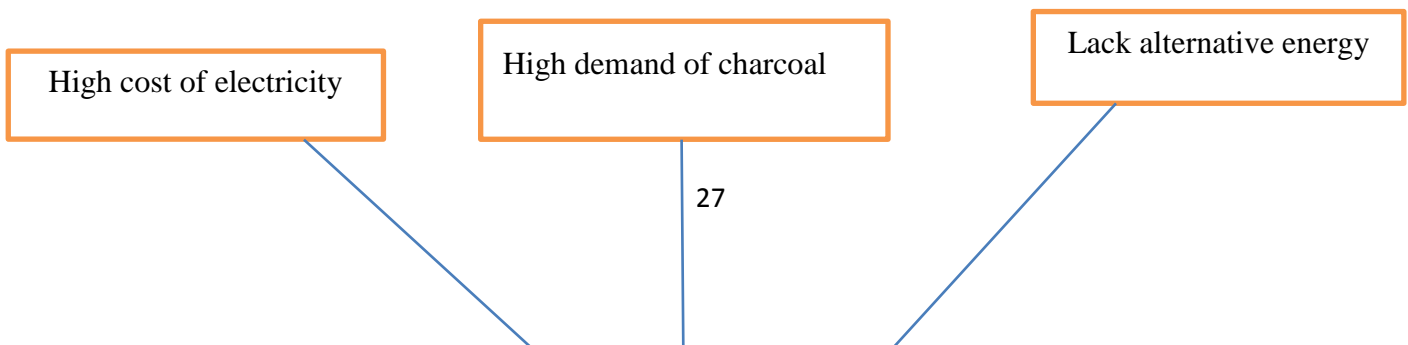 High cost of electricity
High demand of charcoal
Lack alternative energy
27